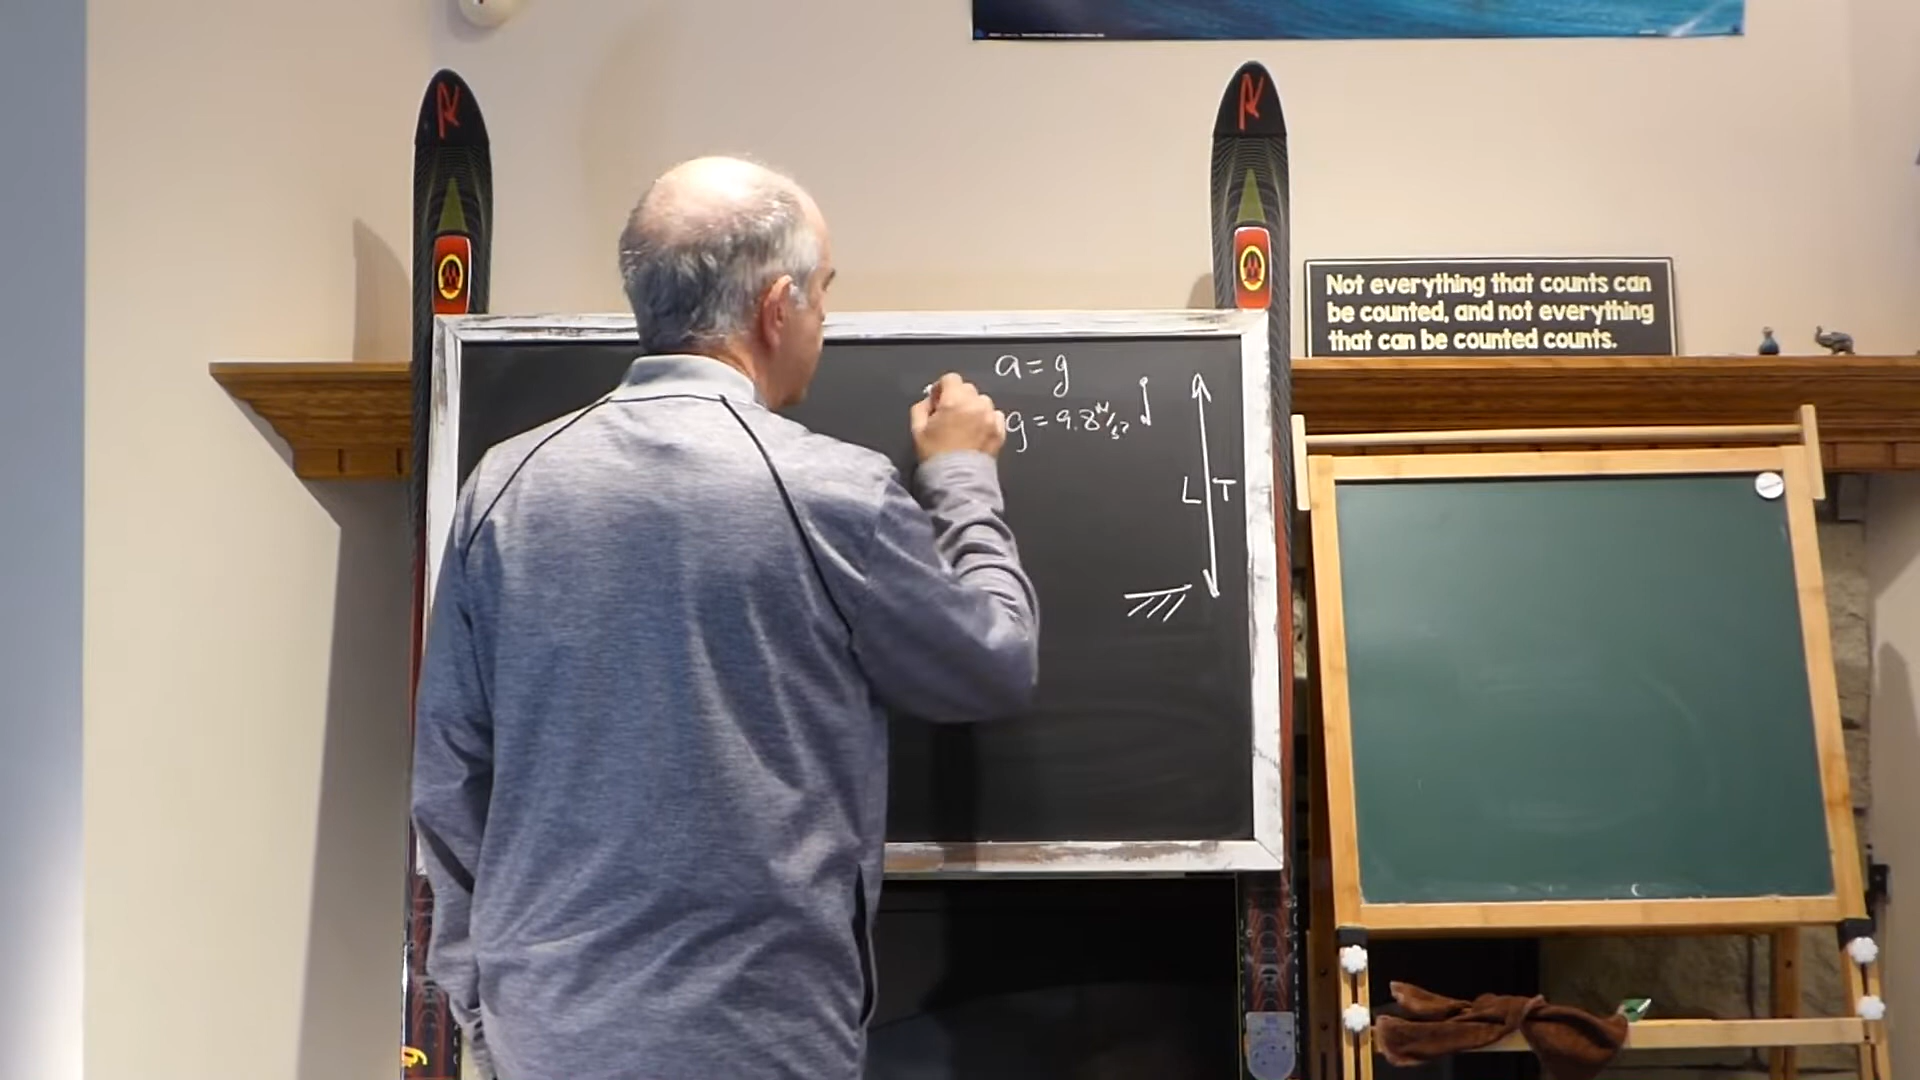 a = g
g = 9.8 m/s²
L T
Not everything that counts can
be counted, and not everything
that can be counted counts.